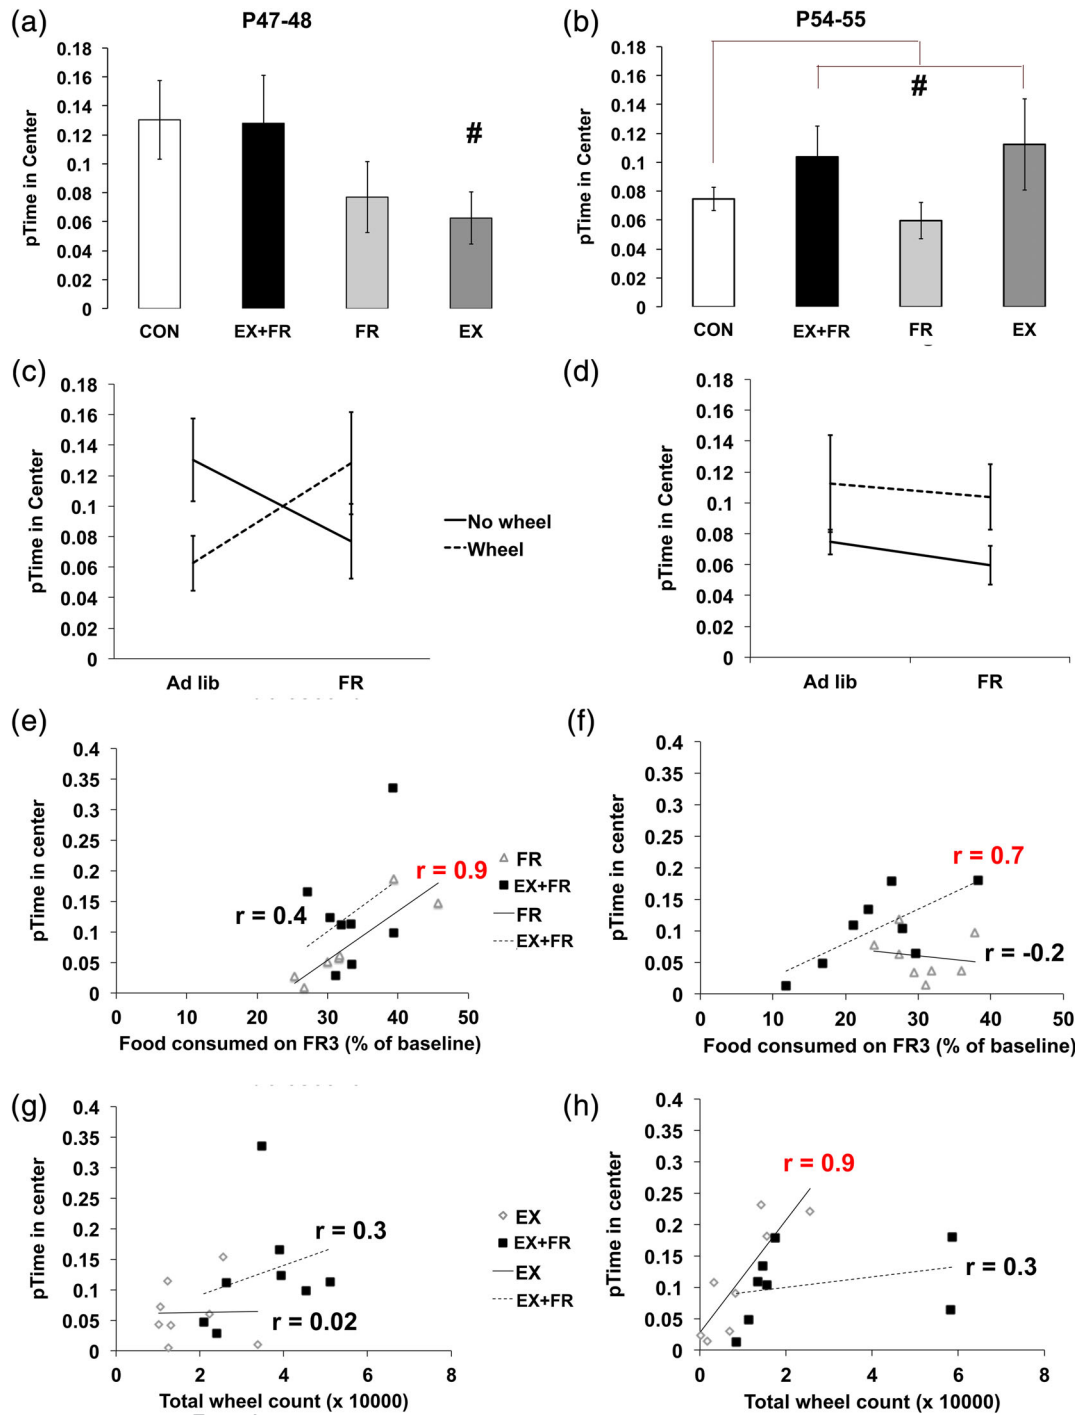 (a)
P47-48
pTime in Center
0.18
0.16
0.14
0.12
0.1
0.08
0.06
0.04
0.02
0
#
CON
EX+FR
FR
EX
(b)
P54-55
pTime in Center
0.18
0.16
0.14
0.12
0.1
0.08
0.06
0.04
0.02
0
#
CON
EX+FR
FR
EX
(c)
pTime in Center
0.18
0.16
0.14
0.12
0.1
0.08
0.06
0.04
0.02
0
Ad lib
FR
No wheel
Wheel
(d)
pTime in Center
0.18
0.16
0.14
0.12
0.1
0.08
0.06
0.04
0.02
0
Ad lib
FR
(e)
pTime in center
0.4
0.35
0.3
0.25
0.2
0.15
0.1
0.05
0
r = 0.9
r = 0.4
0 10 20 30 40 50
Food consumed on FR3 (% of baseline)
FR
EX+FR
FR
EX+FR
(f)
pTime in center
0.4
0.35
0.3
0.25
0.2
0.15
0.1
0.05
0
r = 0.7
r = -0.2
0 10 20 30 40 50
Food consumed on FR3 (% of baseline)
(g)
pTime in center
0.4
0.35
0.3
0.25
0.2
0.15
0.1
0.05
0
r = 0.3
r = 0.02
0 2 4 6 8
Total wheel count (x 10000)
EX
EX+FR
EX
EX+FR
(h)
pTime in center
0.4
0.35
0.3
0.25
0.2
0.15
0.1
0.05
0
r = 0.9
r = 0.3
0 2 4 6 8
Total wheel count (x 10000)